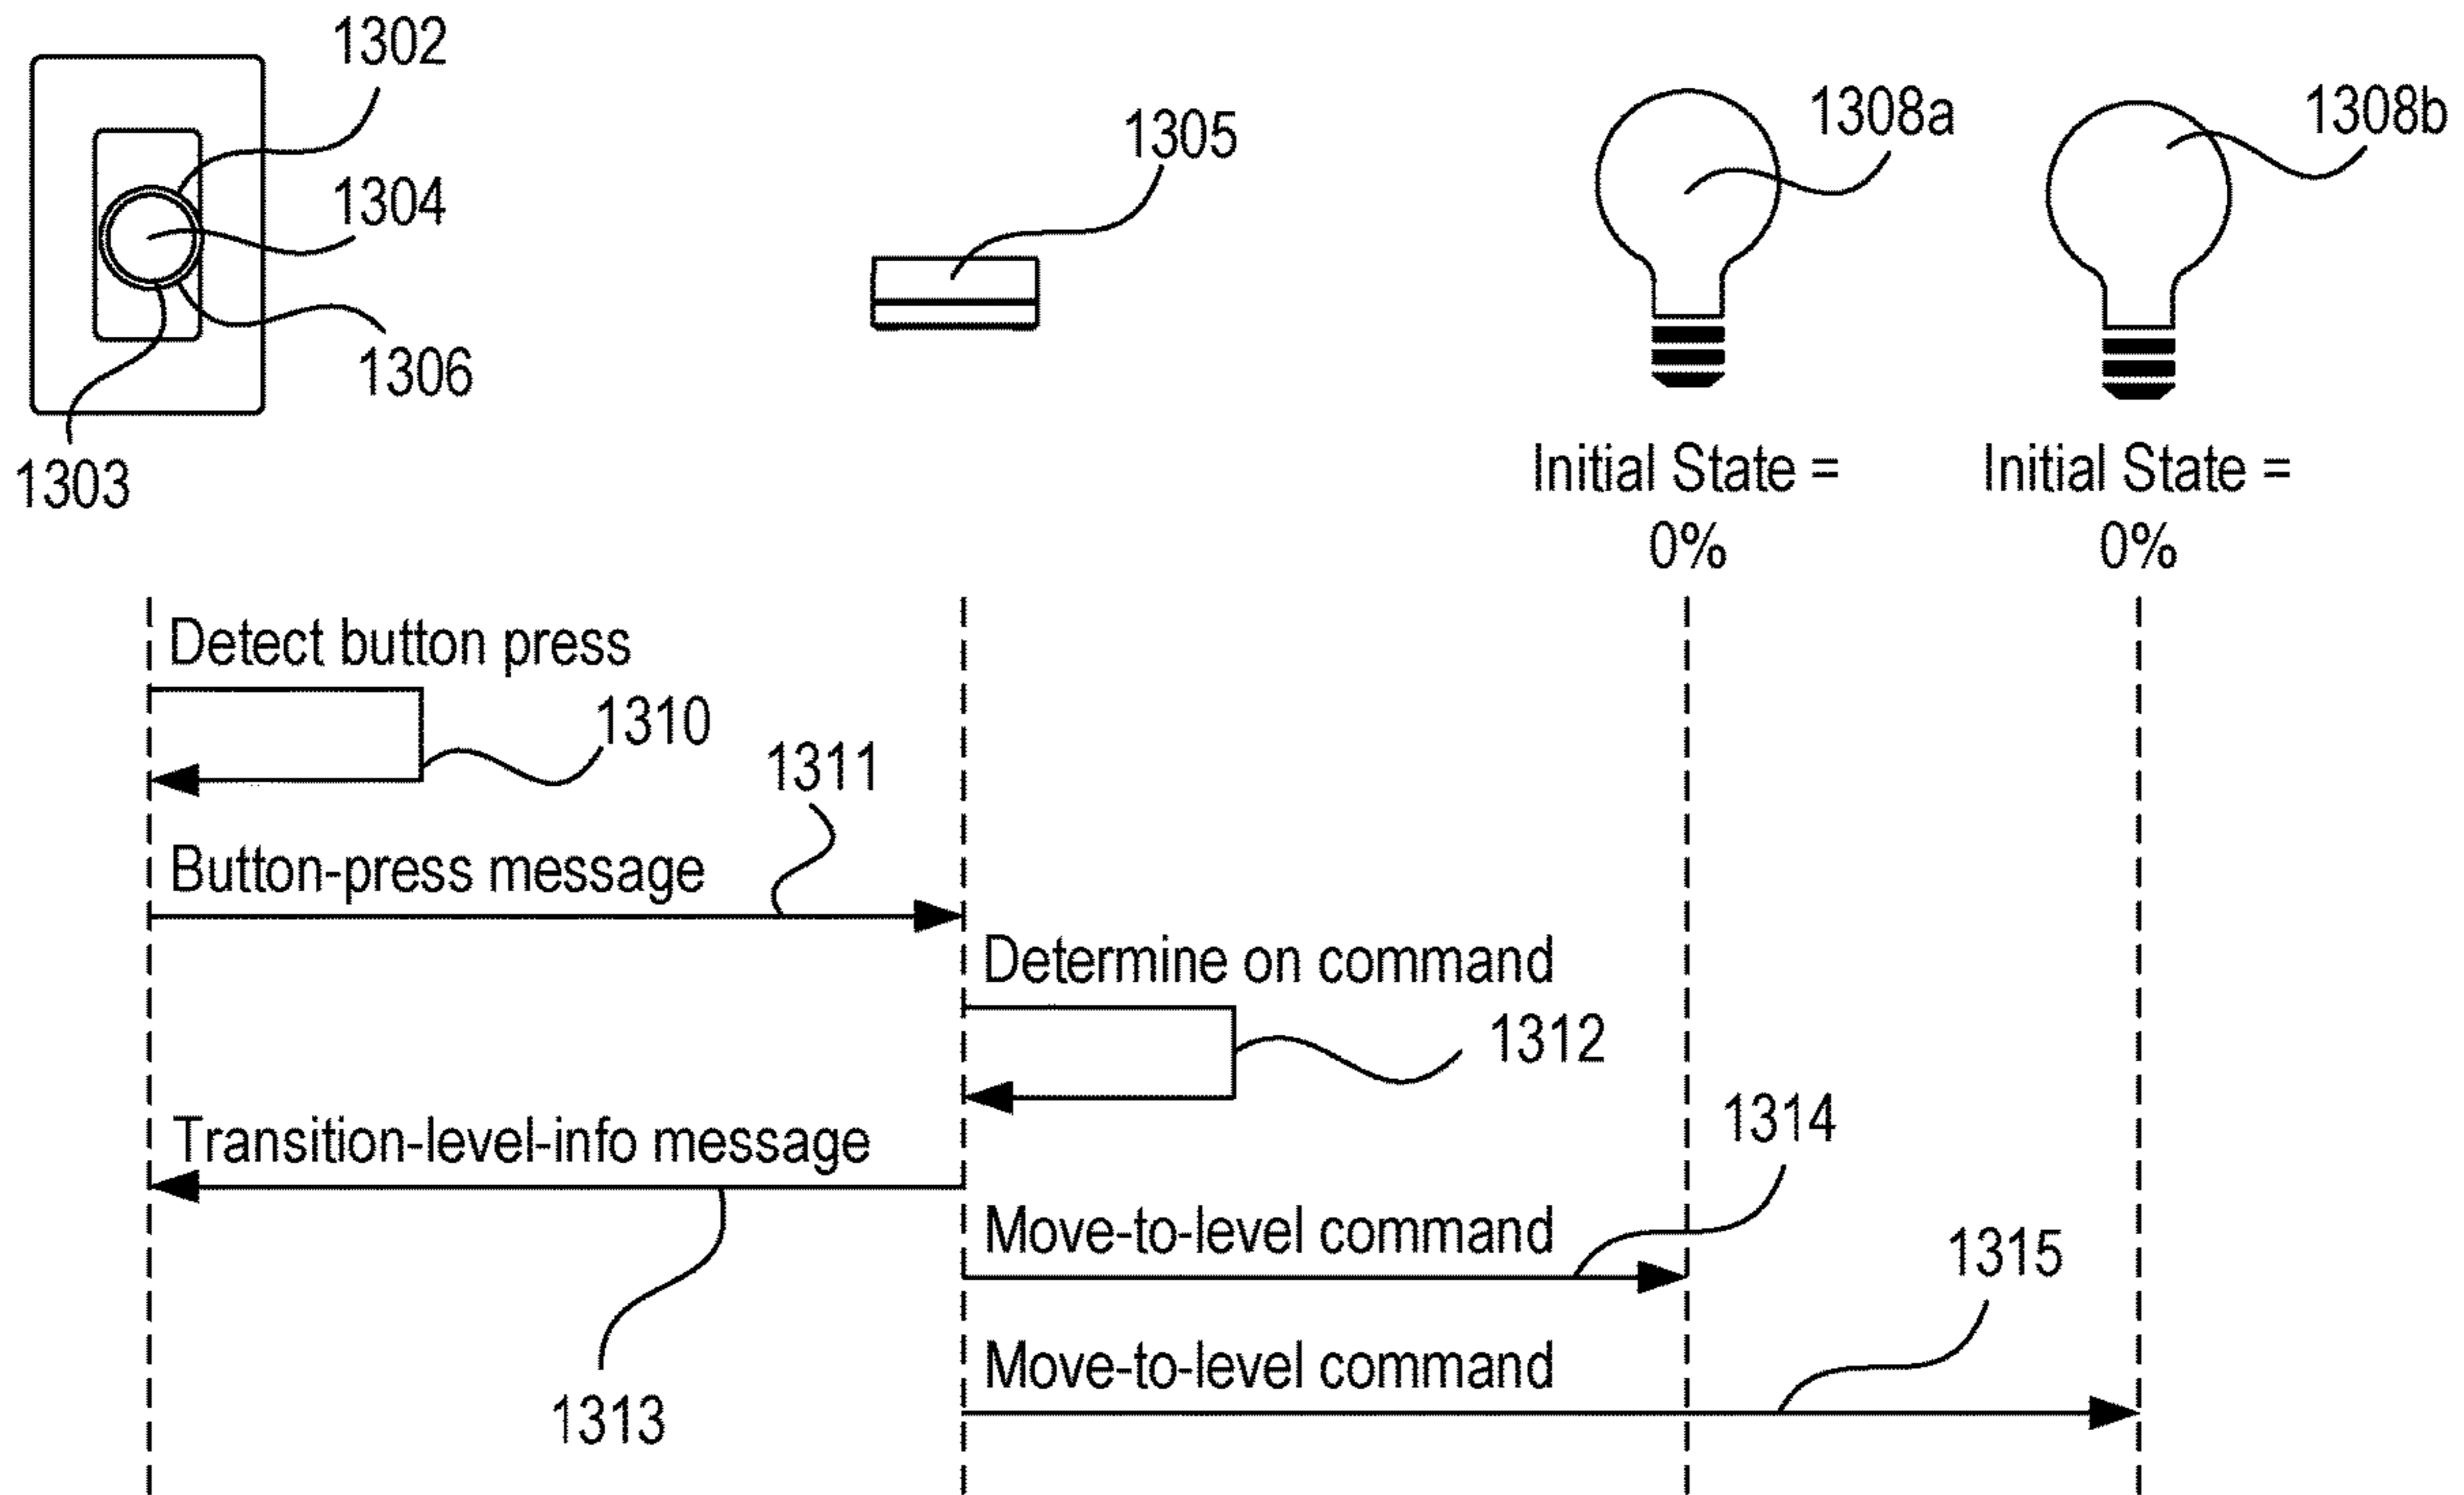 1302
1304
1306
1303
1305
1308a
1308b
Initial State =
0%
Initial State =
0%
Detect button press
1310
1311
Button-press message
Determine on command
1312
Transition-level-info message
1313
1314
Move-to-level command
1315
Move-to-level command